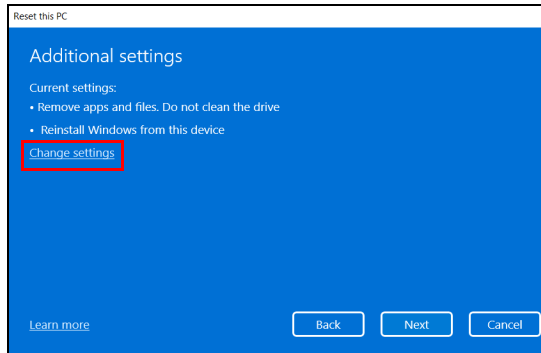 Reset this PC
Additional settings
Current settings:
• Remove apps and files. Do not clean the drive
• Reinstall Windows from this device
Change settings
Learn more
Back
Next
Cancel